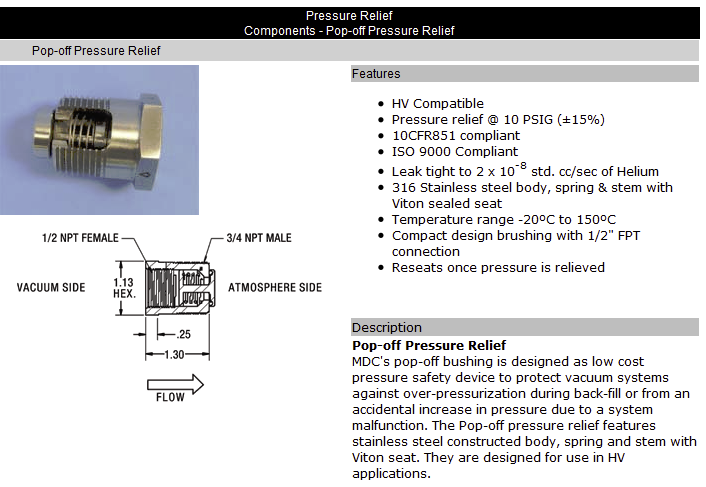 Pressure Relief
Components - Pop-off Pressure Relief
Pop-off Pressure Relief
Features
HV Compatible
Pressure relief @ 10 PSIG (±15%)
10CFR851 compliant
ISO 9000 Compliant
Leak tight to 2 x 10-8 std. cc/sec of Helium
316 Stainless steel body, spring & stem with
Viton sealed seat
Temperature range -20ºC to 150ºC
Compact design brushing with 1/2" FPT
connection
Reseats once pressure is relieved
1/2 NPT FEMALE
3/4 NPT MALE
VACUUM SIDE
1.13
HEX.
ATMOSPHERE SIDE
.25
1.30
FLOW
Description
Pop-off Pressure Relief
MDC's pop-off bushing is designed as low cost
pressure safety device to protect vacuum systems
against over-pressurization during back-fill or from an
accidental increase in pressure due to a system
malfunction. The Pop-off pressure relief features
stainless steel constructed body, spring and stem with
Viton seat. They are designed for use in HV
applications.